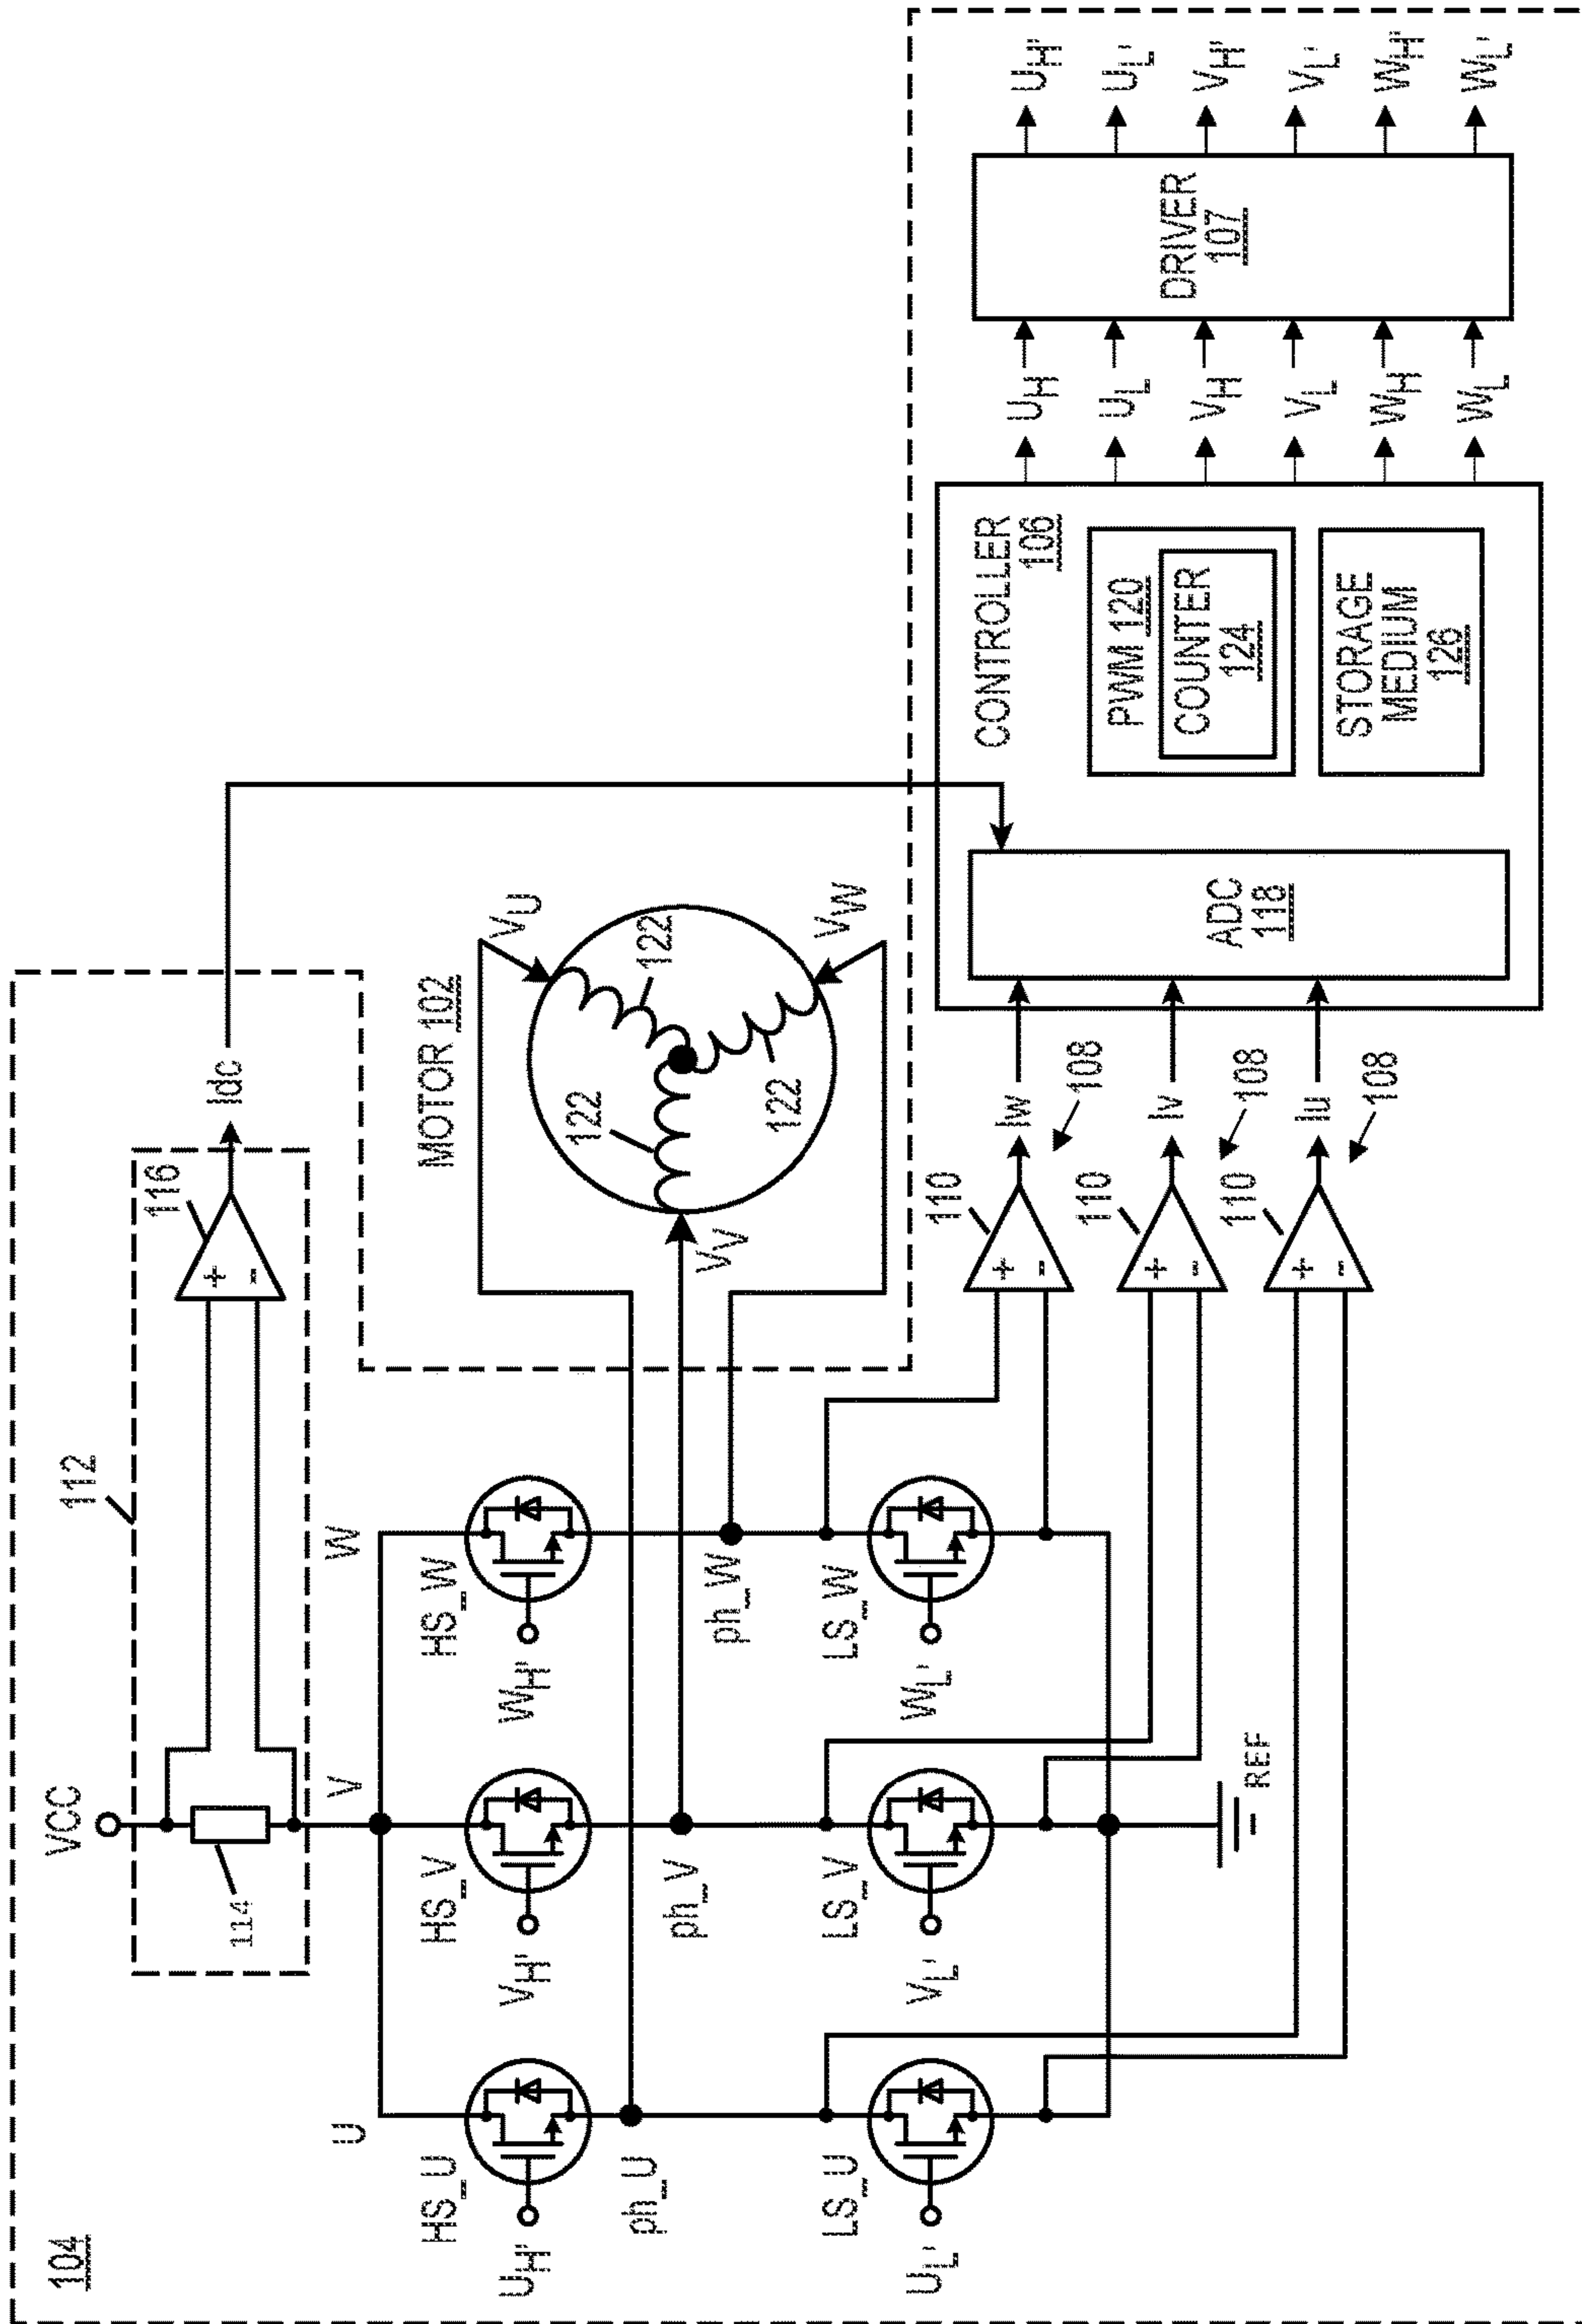 104
VCC
112
114
116
+
-
Idc
U
V
W
HS_U
HS_V
HS_W
UH'
VH'
WH'
ph_U
ph_V
ph_W
LS_U
LS_V
LS_W
UL'
VL'
WL'
REF
MOTOR 102
VU
VV
VW
122
122
122
110
110
110
+
-
+
-
+
-
Iw
Iv
Iu
108
108
108
CONTROLLER
106
ADC
118
PWM 120
COUNTER
124
STORAGE
MEDIUM
126
UH
UL
VH
VL
WH
WL
DRIVER
107
UH'
UL'
VH'
VL'
WH'
WL'